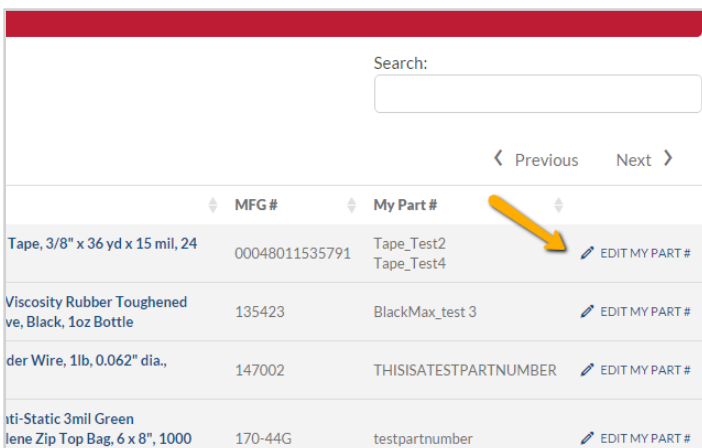 Search:
Previous Next
MFG # My Part #
Tape, 3/8" x 36 yd x 15 mil, 24
00048011535791
Tape_Test2
Tape_Test4
EDIT MY PART #
Viscosity Rubber Toughened
ve, Black, 1oz Bottle
135423
BlackMax_test 3
EDIT MY PART #
der Wire, 1lb, 0.062" dia.,
147002
THISISATESTPARTNUMBER
EDIT MY PART #
nti-Static 3mil Green
lene Zip Top Bag, 6 x 8", 1000
170-44G
testpartnumber
EDIT MY PART #